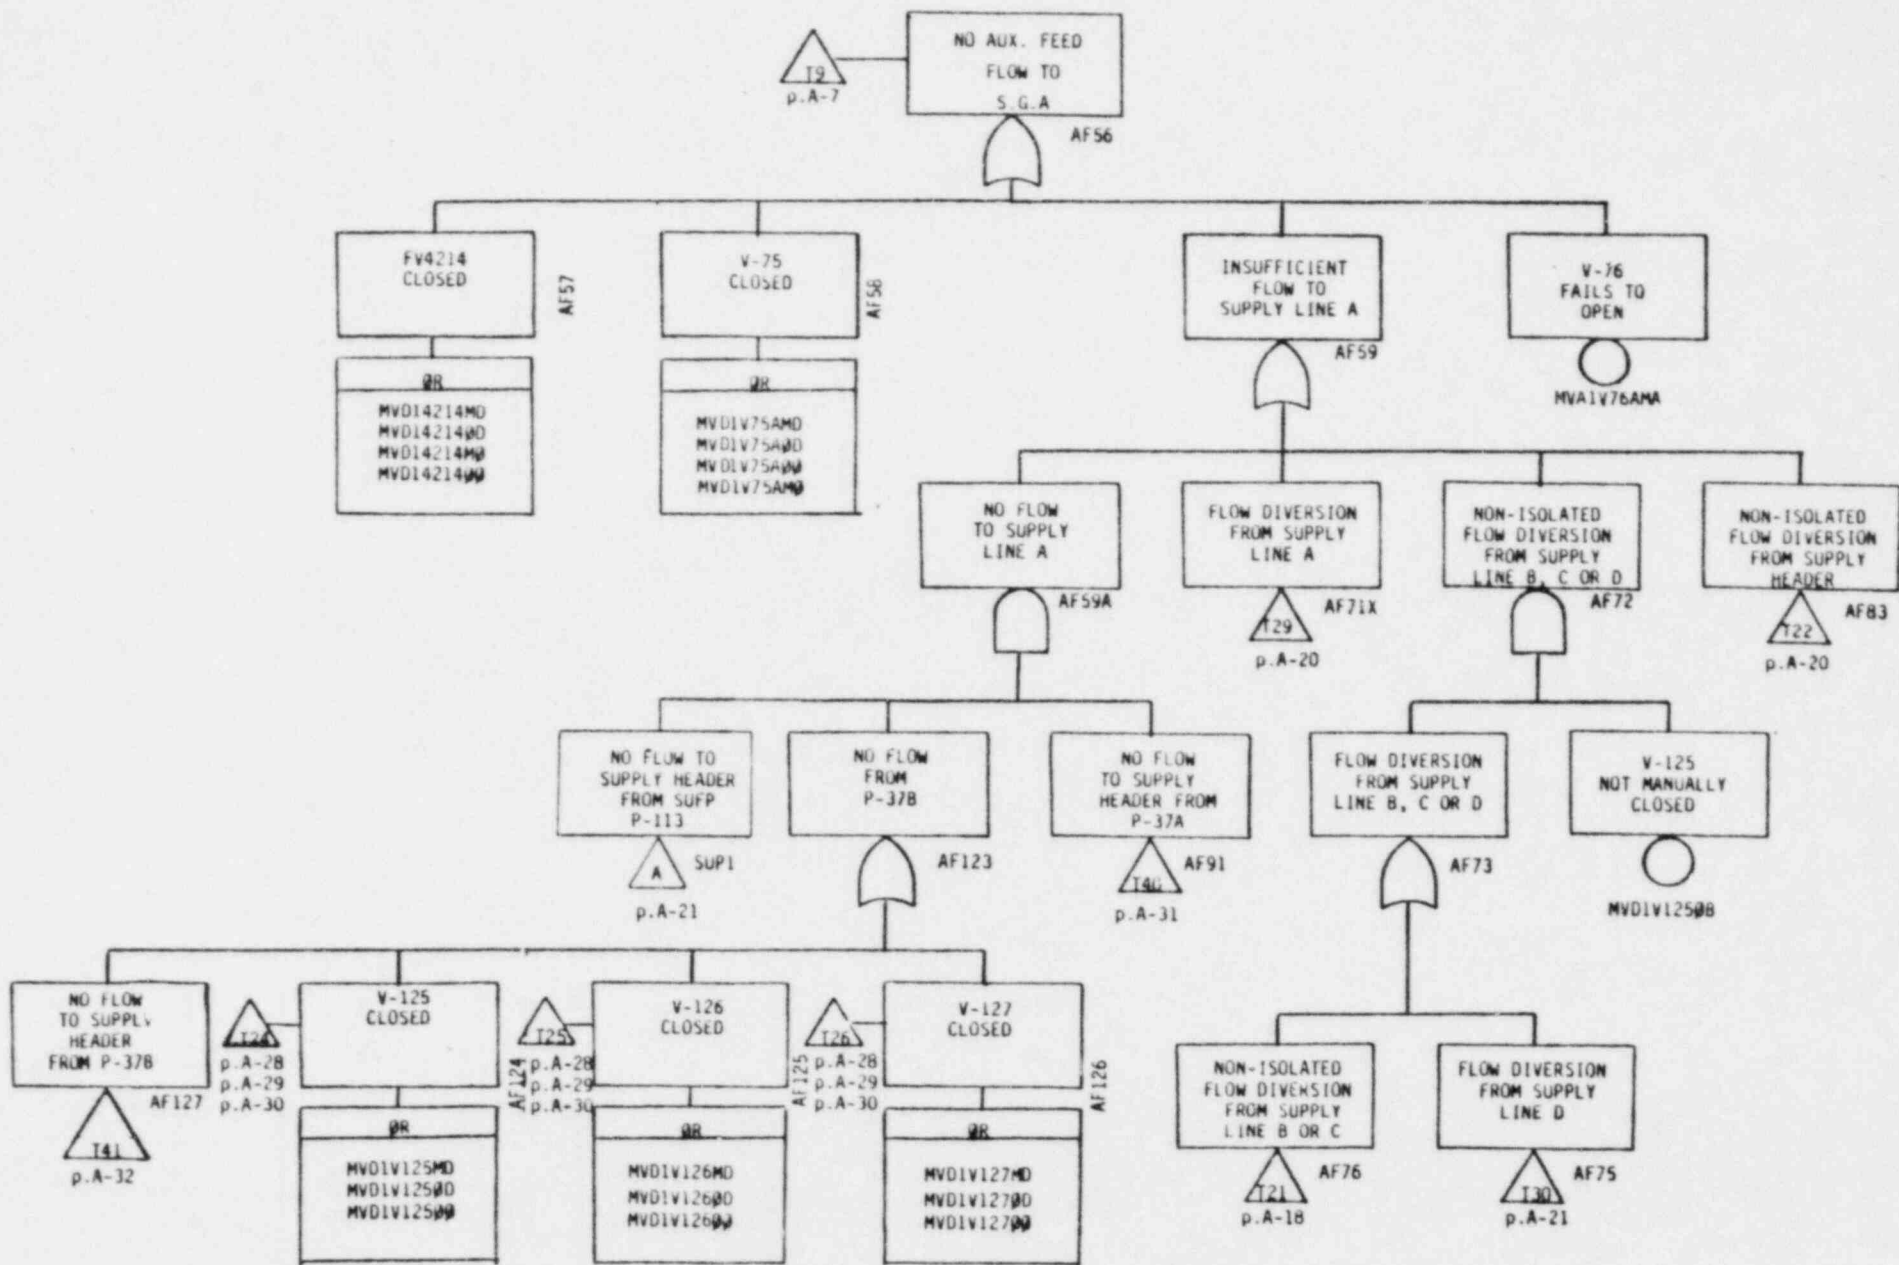 NO AUX. FEED
FLOW TO
S.G.A
T9
p.A-7
AF56
FV4214
CLOSED
AF57
V-75
CLOSED
AF58
INSUFFICIENT
FLOW TO
SUPPLY LINE A
AF59
V-76
FAILS TO
OPEN
MVA1V76AMA
ØR
MVD14214MD
MVD14214ØD
MVD14214MØ
MVD14214ØØ
ØR
MVD1V75AMD
MVD1V75AØD
MVD1V75AØØ
MVD1V75AMØ
NO FLOW
TO SUPPLY
LINE A
AF59A
FLOW DIVERSION
FROM SUPPLY
LINE A
AF71X
T29
p.A-20
NON-ISOLATED
FLOW DIVERSION
FROM SUPPLY
LINE B, C OR D
AF72
NON-ISOLATED
FLOW DIVERSION
FROM SUPPLY
HEADER
AF83
T22
p.A-20
NO FLOW TO
SUPPLY HEADER
FROM SUFP
P-113
SUP1
A
p.A-21
NO FLOW
FROM
P-37B
AF123
NO FLOW
TO SUPPLY
HEADER FROM
P-37A
AF91
T40
p.A-31
FLOW DIVERSION
FROM SUPPLY
LINE B, C OR D
AF73
V-125
NOT MANUALLY
CLOSED
MVD1V125ØB
NO FLOW
TO SUPPLY
HEADER
FROM P-37B
AF127
T41
p.A-32
T24
p.A-28
p.A-29
p.A-30
V-125
CLOSED
AF124
ØR
MVD1V125MD
MVD1V125ØD
MVD1V125ØØ
T25
p.A-28
p.A-29
p.A-30
V-126
CLOSED
AF125
ØR
MVD1V126MD
MVD1V126ØD
MVD1V126ØØ
T26
p.A-28
p.A-29
p.A-30
V-127
CLOSED
AF126
ØR
MVD1V127MD
MVD1V127ØD
MVD1V127ØØ
NON-ISOLATED
FLOW DIVERSION
FROM SUPPLY
LINE B OR C
AF76
T21
p.A-18
FLOW DIVERSION
FROM SUPPLY
LINE D
AF75
T30
p.A-21